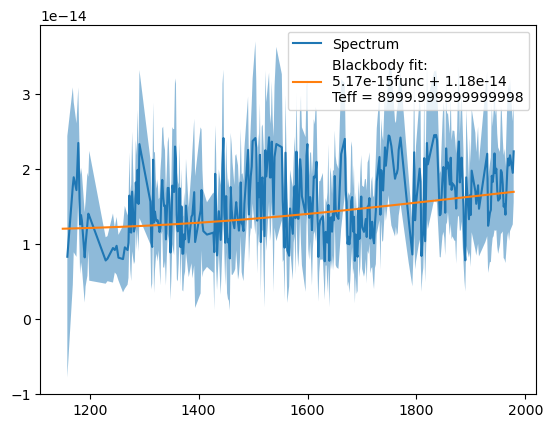 1e−14
Spectrum
Blackbody fit:
5.17e-15func + 1.18e-14
Teff = 8999.999999999998
3
2
1
0
−1
1200 1400 1600 1800 2000